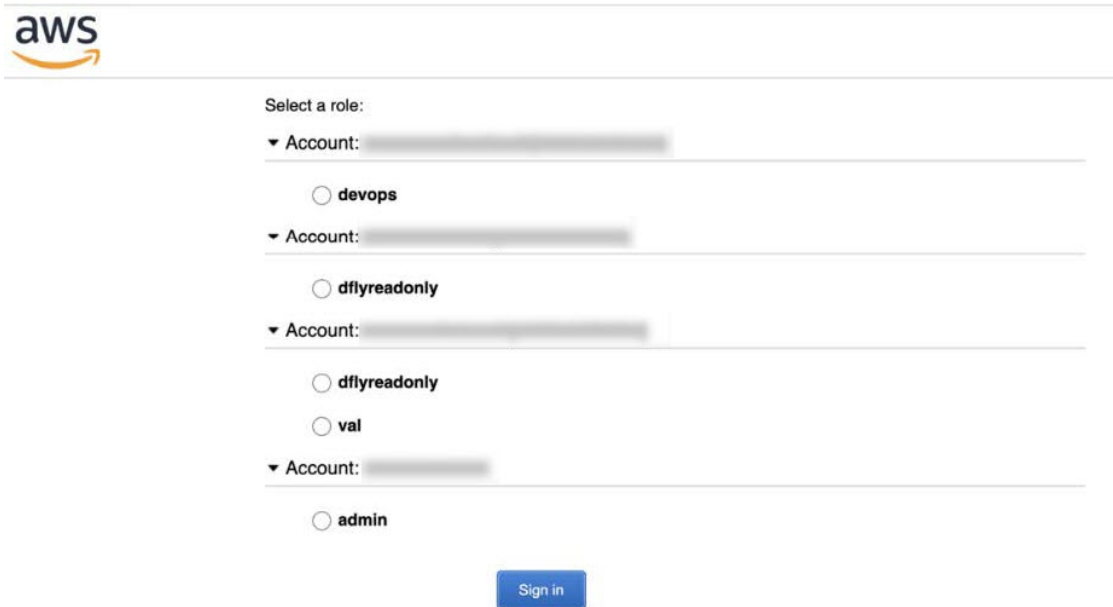 aws
Select a role:
Account:
devops
Account:
dflyreadonly
Account:
dflyreadonly
val
Account:
admin
Sign in